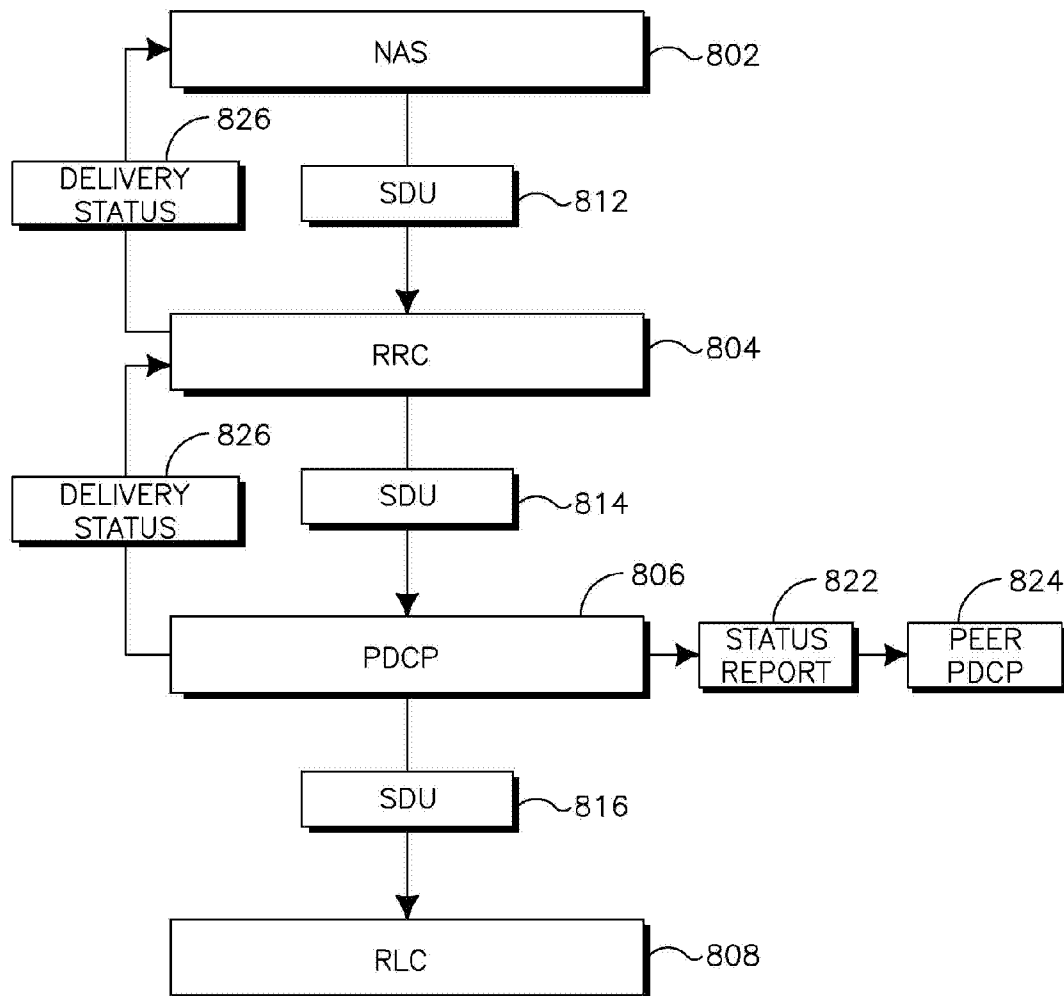 NAS
802
826
DELIVERY
STATUS
SDU
812
RRC
804
826
DELIVERY
STATUS
SDU
814
806
822
824
PDCP
STATUS
REPORT
PEER
PDCP
SDU
816
RLC
808